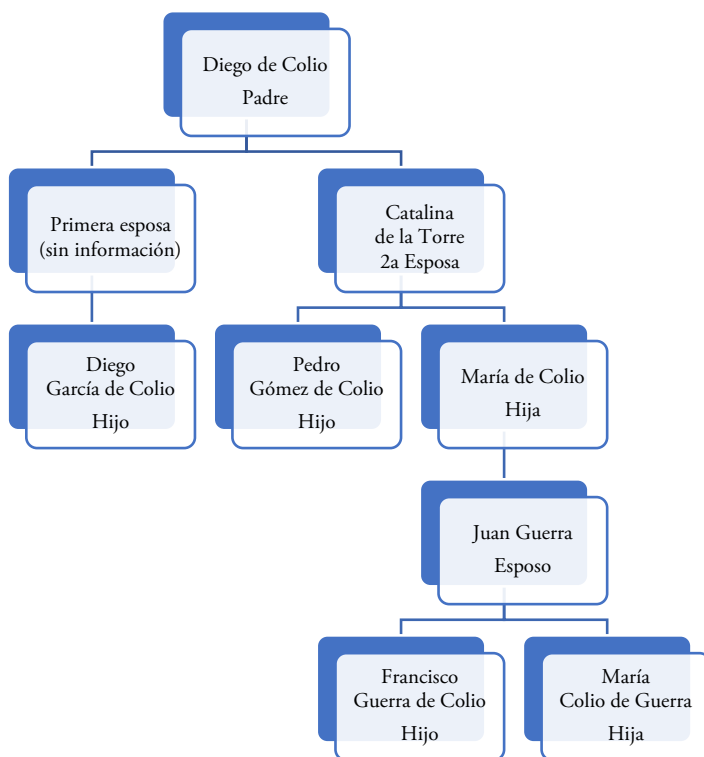 Diego de Colio
Padre
Primera esposa
(sin información)
Catalina
de la Torre
2a Esposa
Diego
García de Colio
Hijo
Pedro
Gómez de Colio
Hijo
María de Colio
Hija
Juan Guerra
Esposo
Francisco
Guerra de Colio
Hijo
María
Colio de Guerra
Hija